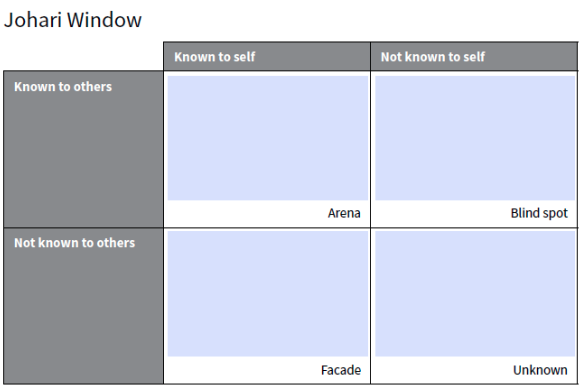 Johari Window
Known to self
Not known to self
Known to others
Arena
Blind spot
Not known to others
Facade
Unknown